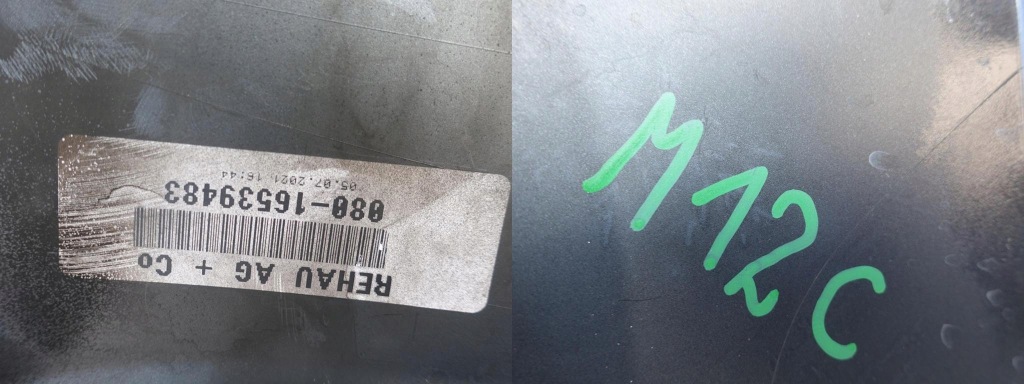 REHAU AG + Co
080-16539483
05.07.2021 16:44
M12C